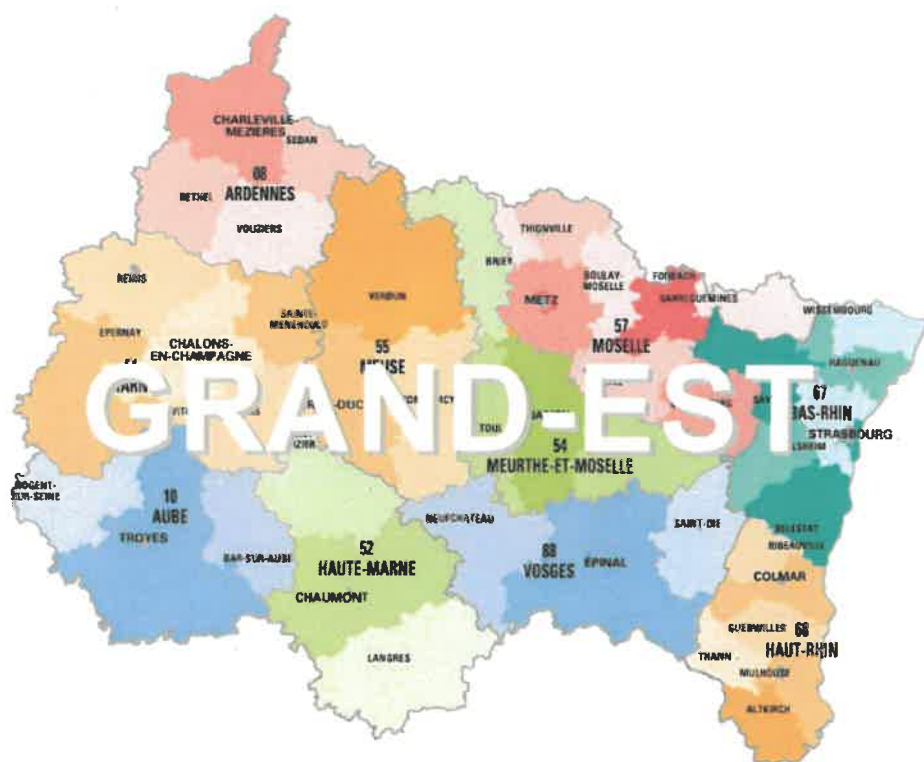 CHARLEVILLE-
MEZIERES
SEDAN
08
ARDENNES
RETHEL
VOUZIERS
THIONVILLE
BRIEY
BOULAY-
MOSELLE
FORBACH
SARREGUEMINES
METZ
57
MOSELLE
WISSEMBOURG
HAGUENAU
REIMS
VERDUN
SAINTE-
MENEHOULD
EPERNAY
CHALONS-
EN-CHAMPAGNE
55
MEUSE
67
BAS-RHIN
GRAND-EST
STRASBOURG
TOUL
54
MEURTHE-ET-MOSELLE
NOGENT-
SUR-SEINE
10
AUBE
TROYES
BAR-SUR-AUBE
52
HAUTE-MARNE
CHAUMONT
NEUFCHATEAU
88
VOSGES
ÉPINAL
SAINT-DIE
SELESTAT
RIBEAUVILLE
COLMAR
GUEBWILLER
68
HAUT-RHIN
THANN
MULHOUSE
ALTKIRCH
LANGRES